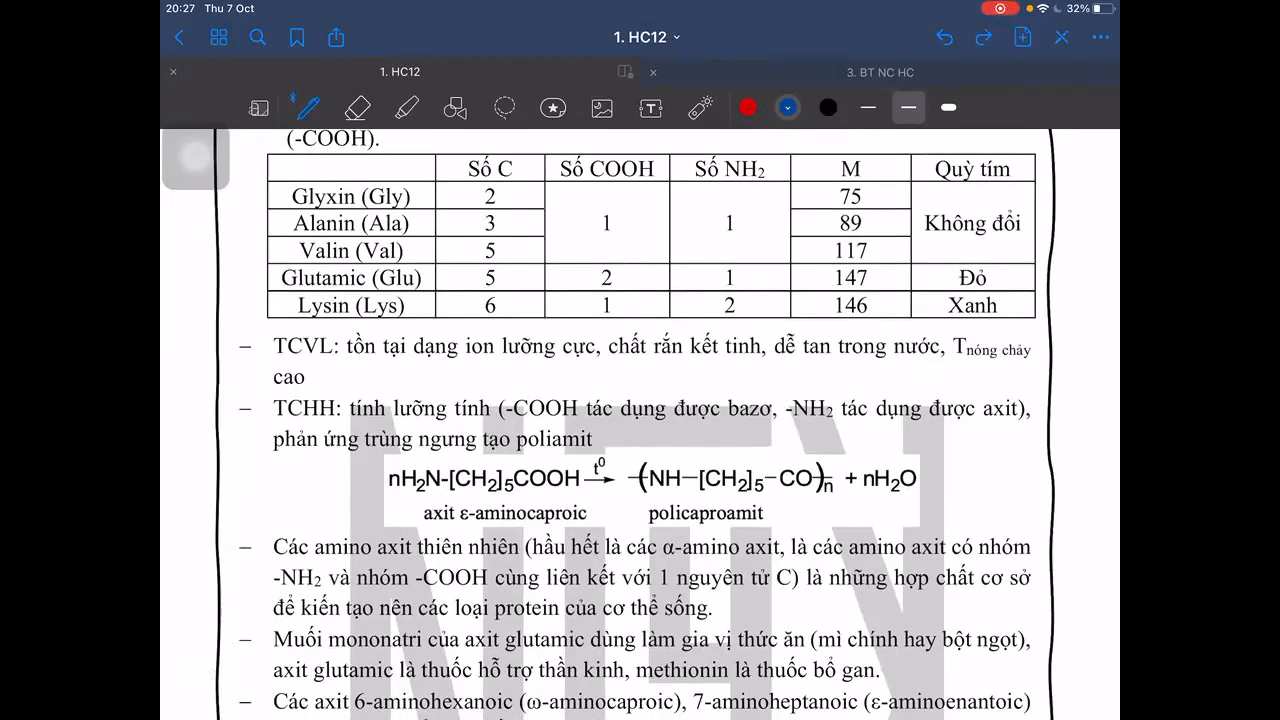 20:27 Thu 7 Oct
32%
1. HC12
1. HC12
3. BT NC HC
(-COOH).
Số C Số COOH Số NH2 M Quỳ tím
Glyxin (Gly) 2 75
Alanin (Ala) 3 1 1 89 Không đổi
Valin (Val) 5 117
Glutamic (Glu) 5 2 1 147 Đỏ
Lysin (Lys) 6 1 2 146 Xanh
– TCVL: tồn tại dạng ion lưỡng cực, chất rắn kết tinh, dễ tan trong nước, Tnóng chảy
cao
– TCHH: tính lưỡng tính (-COOH tác dụng được bazơ, -NH2 tác dụng được axit),
phản ứng trùng ngưng tạo poliamit
nH2N-[CH2]5COOH t0 → (NH–[CH2]5–CO)n + nH2O
axit ε-aminocaproic policaproamit
– Các amino axit thiên nhiên (hầu hết là các α-amino axit, là các amino axit có nhóm
-NH2 và nhóm -COOH cùng liên kết với 1 nguyên tử C) là những hợp chất cơ sở
để kiến tạo nên các loại protein của cơ thể sống.
– Muối mononatri của axit glutamic dùng làm gia vị thức ăn (mì chính hay bột ngọt),
axit glutamic là thuốc hỗ trợ thần kinh, methionin là thuốc bổ gan.
– Các axit 6-aminohexanoic (ω-aminocaproic), 7-aminoheptanoic (ε-aminoenantoic)